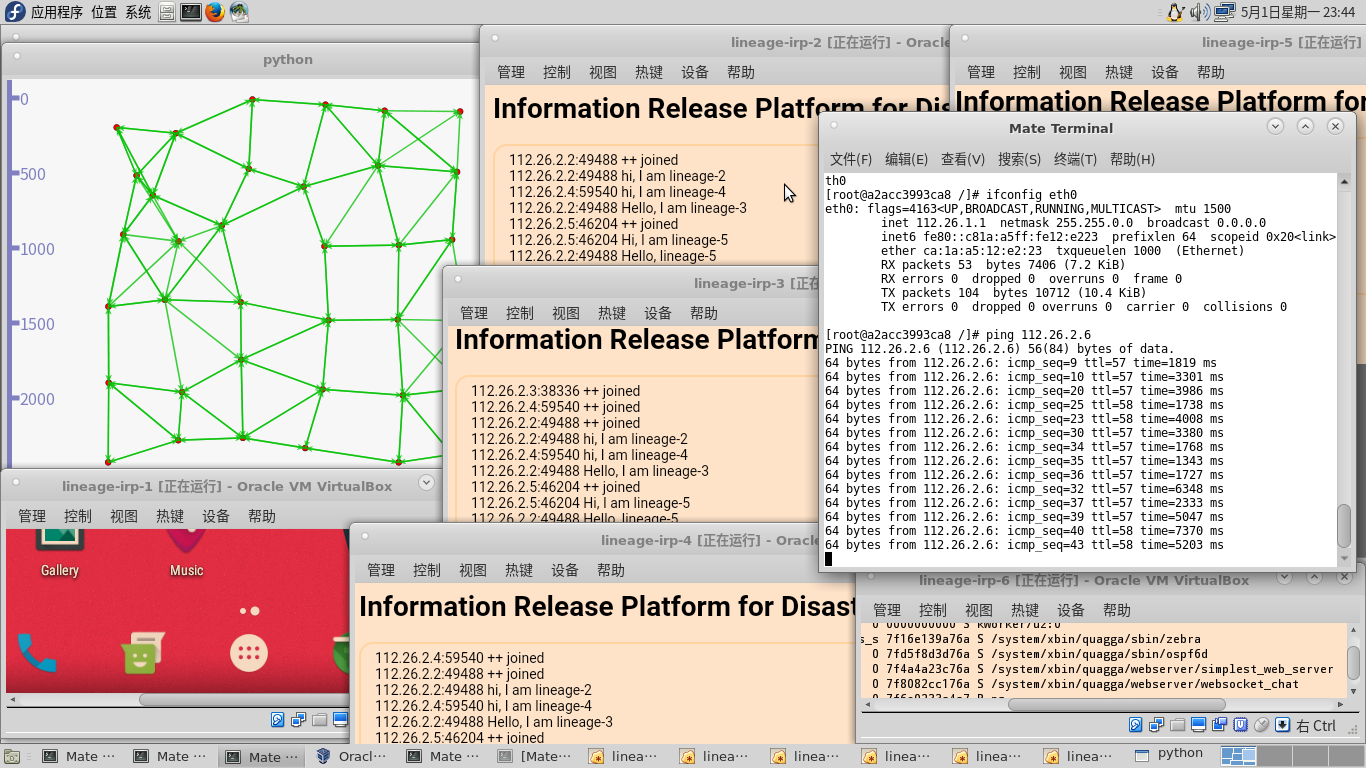 应用程序 位置 系统
5月1日星期一 23:44
python
0
500
1000
1500
2000
lineage-irp-2 [正在运行] - Oracle
管理 控制 视图 热键 设备 帮助
Information Release Platform for Dis
112.26.2.2:49488 ++ joined
112.26.2.2:49488 hi, I am lineage-2
112.26.2.4:59540 hi, I am lineage-4
112.26.2.2:49488 Hello, I am lineage-3
112.26.2.5:46204 ++ joined
112.26.2.5:46204 Hi, I am lineage-5
112.26.2.2:49488 Hello, lineage-5
lineage-irp-5 [正在运行]
管理 控制 视图 热键 设备 帮助
Information Release Platform for
Mate Terminal
文件(F) 编辑(E) 查看(V) 搜索(S) 终端(T) 帮助(H)
th0
[root@a2acc3993ca8 /]# ifconfig eth0
eth0: flags=4163<UP,BROADCAST,RUNNING,MULTICAST>  mtu 1500
inet 112.26.1.1  netmask 255.255.0.0  broadcast 0.0.0.0
inet6 fe80::c81a:a5ff:fe12:e223  prefixlen 64  scopeid 0x20<link>
ether ca:1a:a5:12:e2:23  txqueuelen 1000  (Ethernet)
RX packets 53  bytes 7406 (7.2 KiB)
RX errors 0  dropped 0  overruns 0  frame 0
TX packets 104  bytes 10712 (10.4 KiB)
TX errors 0  dropped 0 overruns 0  carrier 0  collisions 0
[root@a2acc3993ca8 /]# ping 112.26.2.6
PING 112.26.2.6 (112.26.2.6) 56(84) bytes of data.
64 bytes from 112.26.2.6: icmp_seq=9 ttl=57 time=1819 ms
64 bytes from 112.26.2.6: icmp_seq=10 ttl=57 time=3301 ms
64 bytes from 112.26.2.6: icmp_seq=20 ttl=57 time=3986 ms
64 bytes from 112.26.2.6: icmp_seq=25 ttl=58 time=1738 ms
64 bytes from 112.26.2.6: icmp_seq=23 ttl=58 time=4008 ms
64 bytes from 112.26.2.6: icmp_seq=30 ttl=57 time=3380 ms
64 bytes from 112.26.2.6: icmp_seq=34 ttl=57 time=1768 ms
64 bytes from 112.26.2.6: icmp_seq=35 ttl=57 time=1343 ms
64 bytes from 112.26.2.6: icmp_seq=36 ttl=57 time=1727 ms
64 bytes from 112.26.2.6: icmp_seq=32 ttl=57 time=6348 ms
64 bytes from 112.26.2.6: icmp_seq=37 ttl=57 time=2333 ms
64 bytes from 112.26.2.6: icmp_seq=39 ttl=57 time=5047 ms
64 bytes from 112.26.2.6: icmp_seq=40 ttl=58 time=7370 ms
64 bytes from 112.26.2.6: icmp_seq=43 ttl=58 time=5203 ms
lineage-irp-3 [正在
管理 控制 视图 热键 设备 帮助
Information Release Platform
112.26.2.3:38336 ++ joined
112.26.2.4:59540 ++ joined
112.26.2.2:49488 ++ joined
112.26.2.2:49488 hi, I am lineage-2
112.26.2.4:59540 hi, I am lineage-4
112.26.2.2:49488 Hello, I am lineage-3
112.26.2.5:46204 ++ joined
112.26.2.5:46204 Hi, I am lineage-5
112.26.2.2:49488 Hello, lineage-5
lineage-irp-1 [正在运行] - Oracle VM VirtualBox
管理 控制 视图 热键 设备 帮助
Gallery
Music
lineage-irp-4 [正在运行] - Oracle
管理 控制 视图 热键 设备 帮助
Information Release Platform for Disast
112.26.2.4:59540 ++ joined
112.26.2.2:49488 ++ joined
112.26.2.2:49488 hi, I am lineage-2
112.26.2.4:59540 hi, I am lineage-4
112.26.2.2:49488 Hello, I am lineage-3
112.26.2.5:46204 ++ joined
lineage-irp-6 [正在运行] - Oracle VM VirtualBox
管理 控制 视图 热键 设备 帮助
0 0000000000 S kworker/u2:0
s_s 7f16e139a76a S /system/xbin/quagga/sbin/zebra
0 7fd5f8d3d76a S /system/xbin/quagga/sbin/ospf6d
0 7f4a4a23c76a S /system/xbin/quagga/webserver/simplest_web_server
0 7f8082cc176a S /system/xbin/quagga/webserver/websocket_chat
右 Ctrl
Mate ··· Mate ··· Mate ··· Oracl··· Mate ··· [Mate··· linea··· linea··· linea··· linea··· linea··· linea··· python